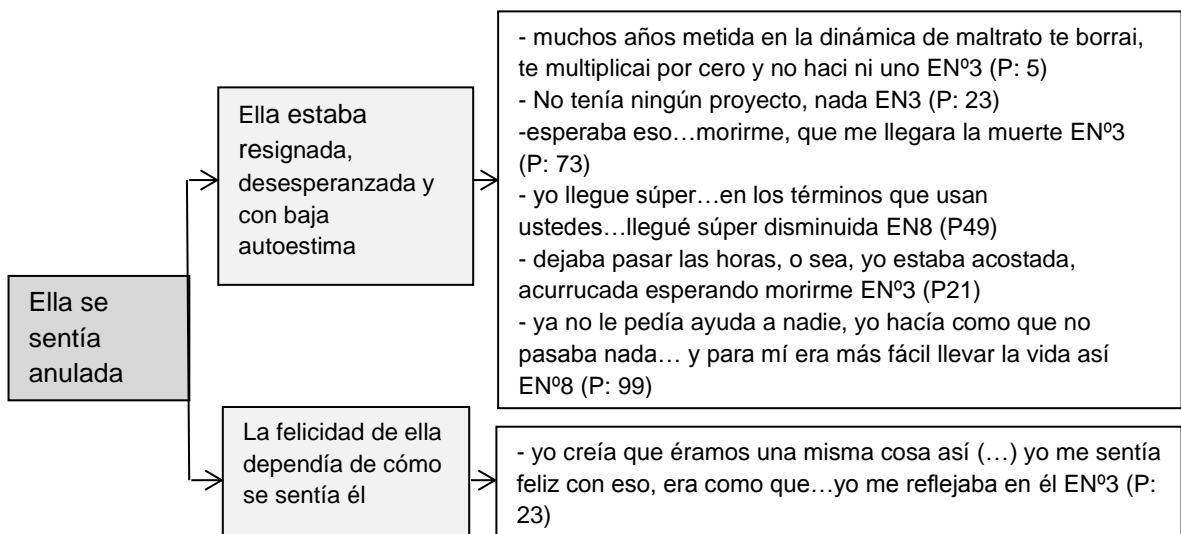 Ella se
sentía
anulada
Ella estaba
resignada,
desesperanzada y
con baja
autoestima
- muchos años metida en la dinámica de maltrato te borrai,
te multiplicai por cero y no haci ni uno ENº3 (P: 5)
- No tenía ningún proyecto, nada EN3 (P: 23)
-esperaba eso…morirme, que me llegara la muerte ENº3
(P: 73)
- yo llegue súper…en los términos que usan
ustedes…llegué súper disminuida EN8 (P49)
- dejaba pasar las horas, o sea, yo estaba acostada,
acurrucada esperando morirme ENº3 (P21)
- ya no le pedía ayuda a nadie, yo hacía como que no
pasaba nada… y para mí era más fácil llevar la vida así
ENº8 (P: 99)
La felicidad de ella
dependía de cómo
se sentía él
- yo creía que éramos una misma cosa así (…) yo me sentía
feliz con eso, era como que…yo me reflejaba en él ENº3 (P:
23)